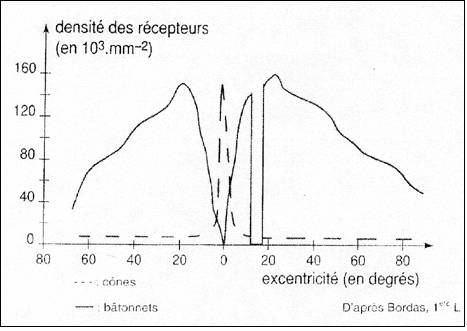 densité des récepteurs
(en 10³.mm⁻²)
160
120
80
40
0
80 60 40 20 0 20 40 60 80
excentricité (en degrés)
--- : cônes
— : bâtonnets
D'après Bordas, 1ère L